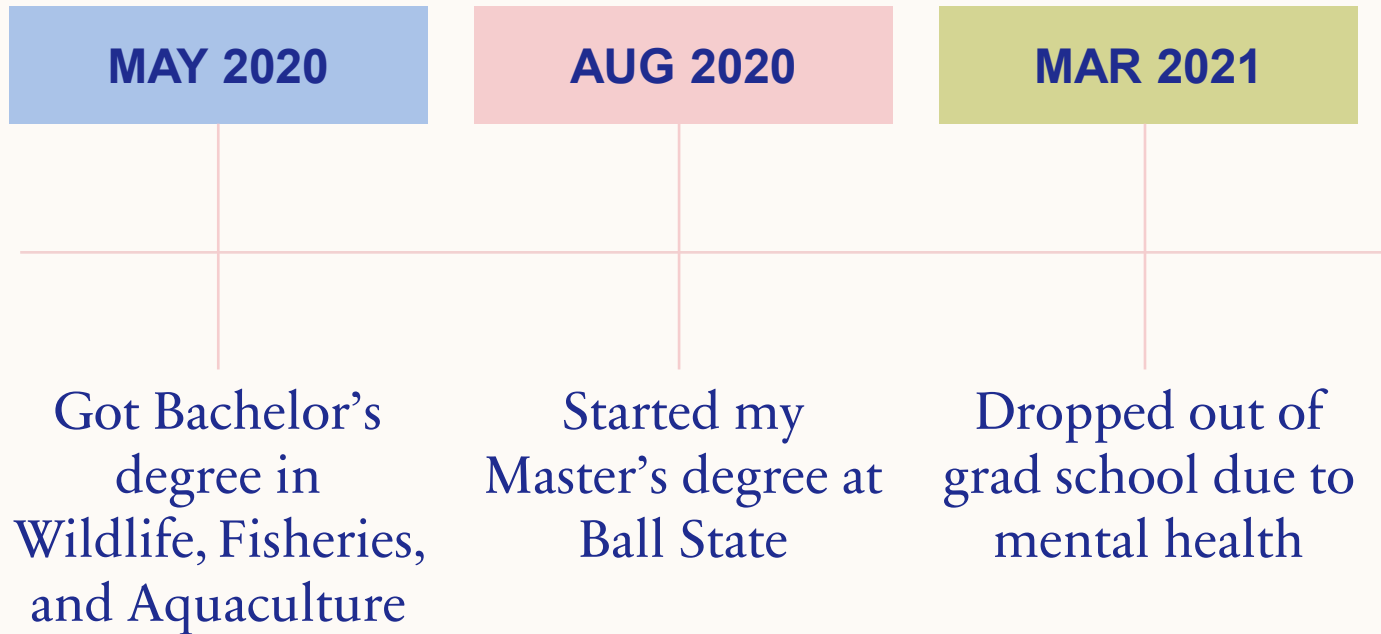 MAY 2020
AUG 2020
MAR 2021
Got Bachelor’s
degree in
Wildlife, Fisheries,
and Aquaculture
Started my
Master’s degree at
Ball State
Dropped out of
grad school due to
mental health